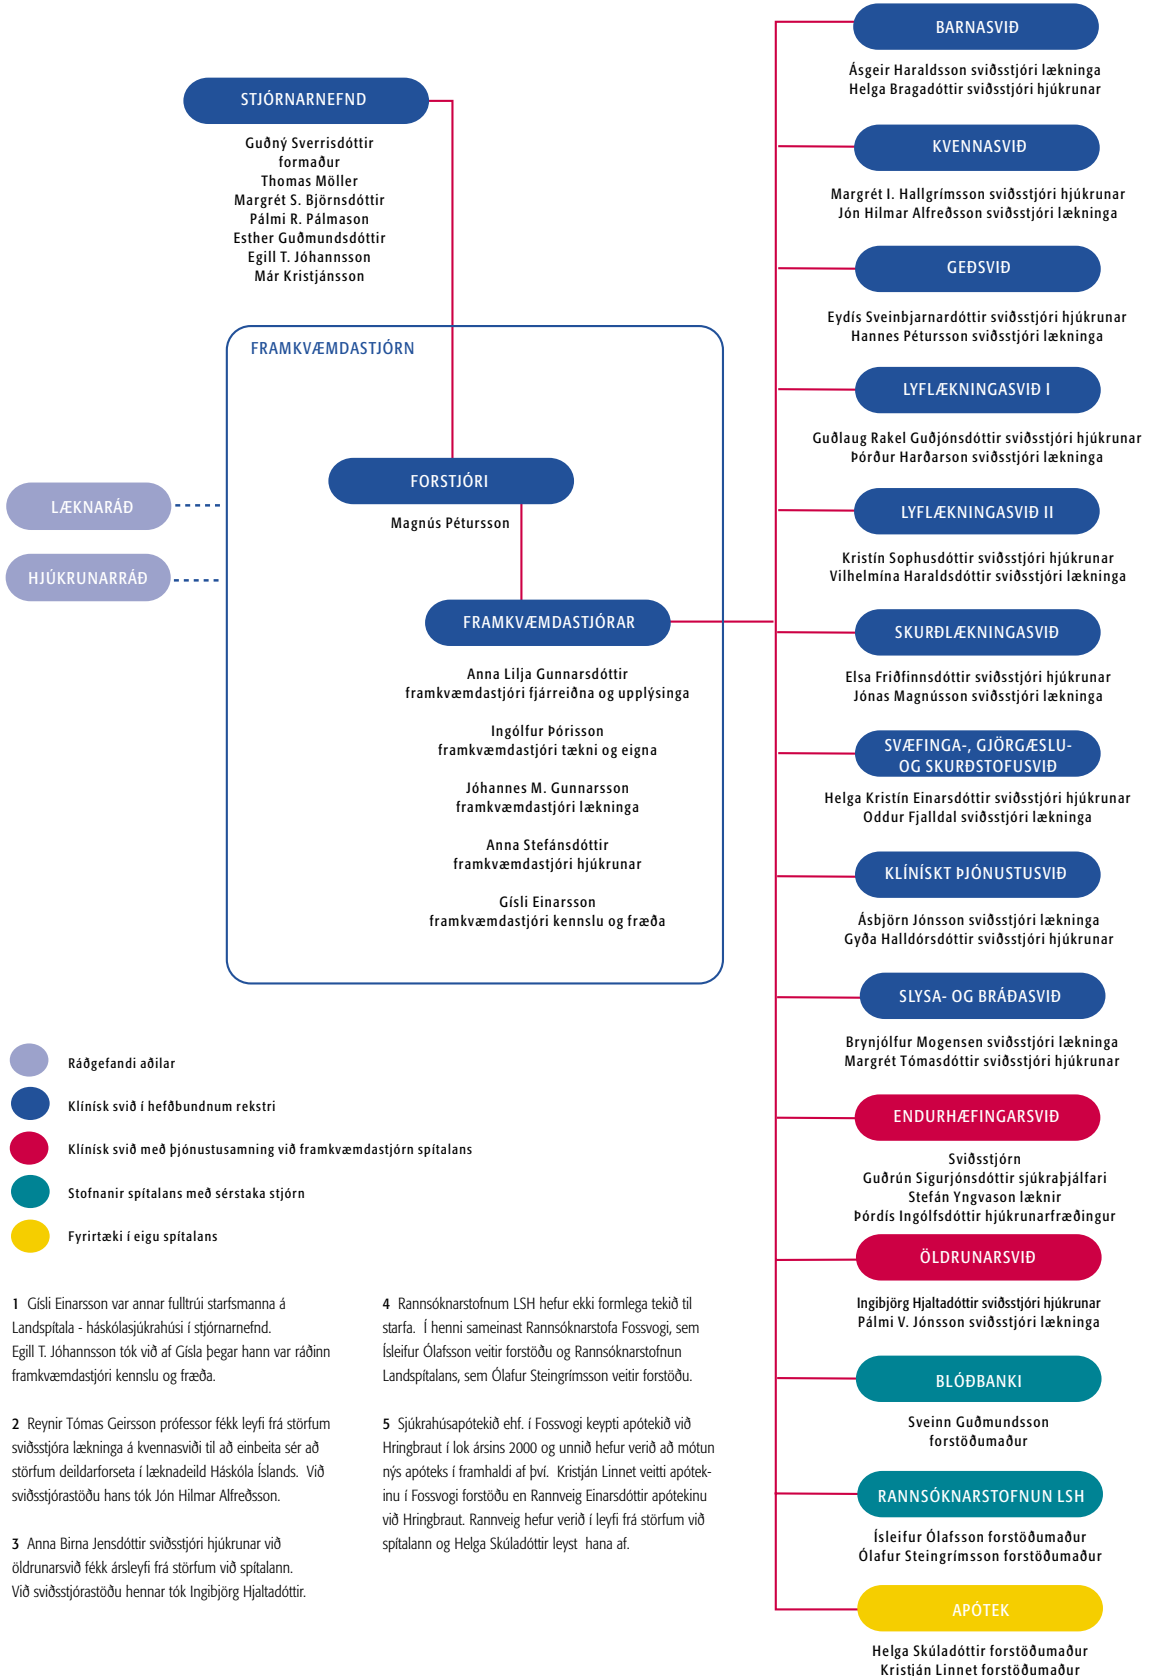 STJÓRNARNEFND
Guðný Sverrisdóttir
formaður
Thomas Möller
Margrét S. Björnsdóttir
Pálmi R. Pálmason
Esther Guðmundsdóttir
Egill T. Jóhannsson
Már Kristjánsson
FRAMKVÆMDASTJÓRN
LÆKNARÁÐ
HJÚKRUNARRÁÐ
FORSTJÓRI
Magnús Pétursson
FRAMKVÆMDASTJÓRAR
Anna Lilja Gunnarsdóttir
framkvæmdastjóri fjárreiðna og upplýsinga
Ingólfur Þórisson
framkvæmdastjóri tækni og eigna
Jóhannes M. Gunnarsson
framkvæmdastjóri lækninga
Anna Stefánsdóttir
framkvæmdastjóri hjúkrunar
Gísli Einarsson
framkvæmdastjóri kennslu og fræða
BARNASVIÐ
Ásgeir Haraldsson sviðsstjóri lækninga
Helga Bragadóttir sviðsstjóri hjúkrunar
KVENNASVIÐ
Margrét I. Hallgrímsson sviðsstjóri hjúkrunar
Jón Hilmar Alfreðsson sviðsstjóri lækninga
GEÐSVIÐ
Eydís Sveinbjarnardóttir sviðsstjóri hjúkrunar
Hannes Pétursson sviðsstjóri lækninga
LYFLÆKNINGASVIÐ I
Guðlaug Rakel Guðjónsdóttir sviðsstjóri hjúkrunar
Þórður Harðarson sviðsstjóri lækninga
LYFLÆKNINGASVIÐ II
Kristín Sophusdóttir sviðsstjóri hjúkrunar
Vilhelmína Haraldsdóttir sviðsstjóri lækninga
SKURÐLÆKNINGASVIÐ
Elsa Friðfinnsdóttir sviðsstjóri hjúkrunar
Jónas Magnússon sviðsstjóri lækninga
SVÆFINGA-, GJÖRGÆSLU-
OG SKURÐSTOFUSVIÐ
Helga Kristín Einarsdóttir sviðsstjóri hjúkrunar
Oddur Fjalldal sviðsstjóri lækninga
KLÍNÍSKT ÞJÓNUSTUSVIÐ
Ásbjörn Jónsson sviðsstjóri lækninga
Gyða Halldórsdóttir sviðsstjóri hjúkrunar
SLYSA- OG BRÁÐASVIÐ
Brynjólfur Mogensen sviðsstjóri lækninga
Margrét Tómasdóttir sviðsstjóri hjúkrunar
ENDURHÆFINGARSVIÐ
Sviðsstjórn
Guðrún Sigurjónsdóttir sjúkraþjálfari
Stefán Yngvason læknir
Þórdís Ingólfsdóttir hjúkrunarfræðingur
ÖLDRUNARSVIÐ
Ingibjörg Hjaltadóttir sviðsstjóri hjúkrunar
Pálmi V. Jónsson sviðsstjóri lækninga
BLÓÐBANKI
Sveinn Guðmundsson
forstöðumaður
RANNSÓKNARSTOFNUN LSH
Ísleifur Ólafsson forstöðumaður
Ólafur Steingrímsson forstöðumaður
APÓTEK
Helga Skúladóttir forstöðumaður
Kristján Linnet forstöðumaður
Ráðgefandi aðilar
Klínísk svið í hefðbundnum rekstri
Klínísk svið með þjónustusamning við framkvæmdastjórn spítalans
Stofnanir spítalans með sérstaka stjórn
Fyrirtæki í eigu spítalans
1 Gísli Einarsson var annar fulltrúi starfsmanna á
Landspítala - háskólasjúkrahúsi í stjórnarnefnd.
Egill T. Jóhannsson tók við af Gísla þegar hann var ráðinn
framkvæmdastjóri kennslu og fræða.
2 Reynir Tómas Geirsson prófessor fékk leyfi frá störfum
sviðsstjóra lækninga á kvennasviði til að einbeita sér að
störfum deildarforseta í læknadeild Háskóla Íslands. Við
sviðsstjórastöðu hans tók Jón Hilmar Alfreðsson.
3 Anna Birna Jensdóttir sviðsstjóri hjúkrunar við
öldrunarsvið fékk ársleyfi frá störfum við spítalann.
Við sviðsstjórastöðu hennar tók Ingibjörg Hjaltadóttir.
4 Rannsóknarstofnum LSH hefur ekki formlega tekið til
starfa. Í henni sameinast Rannsóknarstofa Fossvogi, sem
Ísleifur Ólafsson veitir forstöðu og Rannsóknarstofnun
Landspítalans, sem Ólafur Steingrímsson veitir forstöðu.
5 Sjúkrahúsapótekið ehf. í Fossvogi keypti apótekið við
Hringbraut í lok ársins 2000 og unnið hefur verið að mótun
nýs apóteks í framhaldi af því. Kristján Linnet veitti apótek-
inu í Fossvogi forstöðu en Rannveig Einarsdóttir apótekinu
við Hringbraut. Rannveig hefur verið í leyfi frá störfum við
spítalann og Helga Skúladóttir leyst hana af.